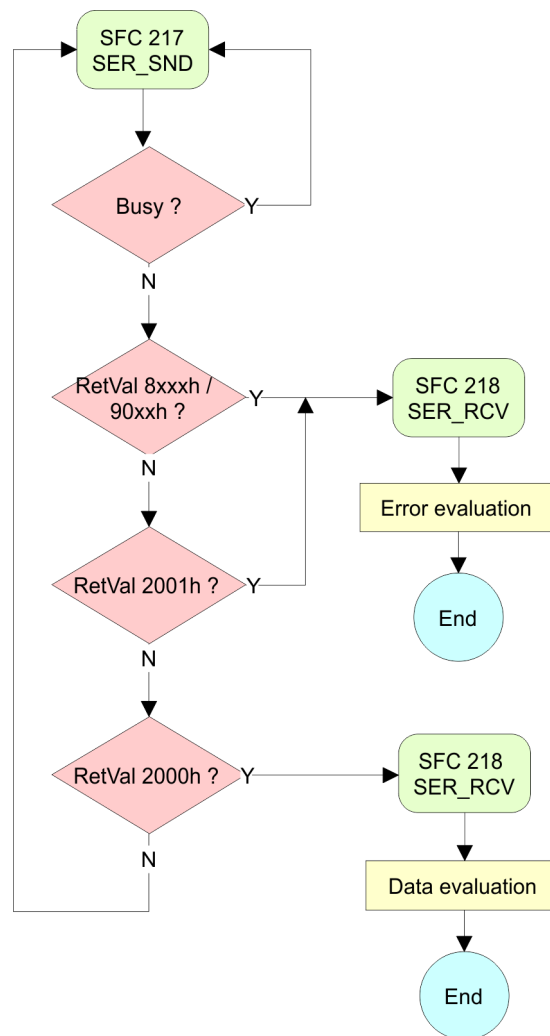 SFC 217
SER_SND
Busy ?
Y
N
RetVal 8xxxh /
90xxh ?
Y
SFC 218
SER_RCV
N
Error evaluation
RetVal 2001h ?
Y
End
N
RetVal 2000h ?
Y
SFC 218
SER_RCV
N
Data evaluation
End